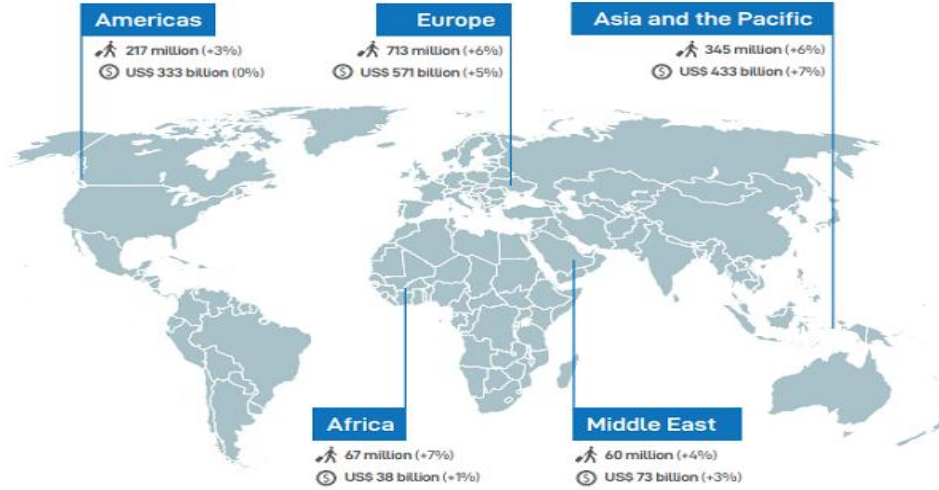 Americas
217 million (+3%)
US$ 333 billion (0%)
Europe
713 million (+6%)
US$ 571 billion (+5%)
Asia and the Pacific
345 million (+6%)
US$ 433 billion (+7%)
Africa
67 million (+7%)
US$ 38 billion (+1%)
Middle East
60 million (+4%)
US$ 73 billion (+3%)